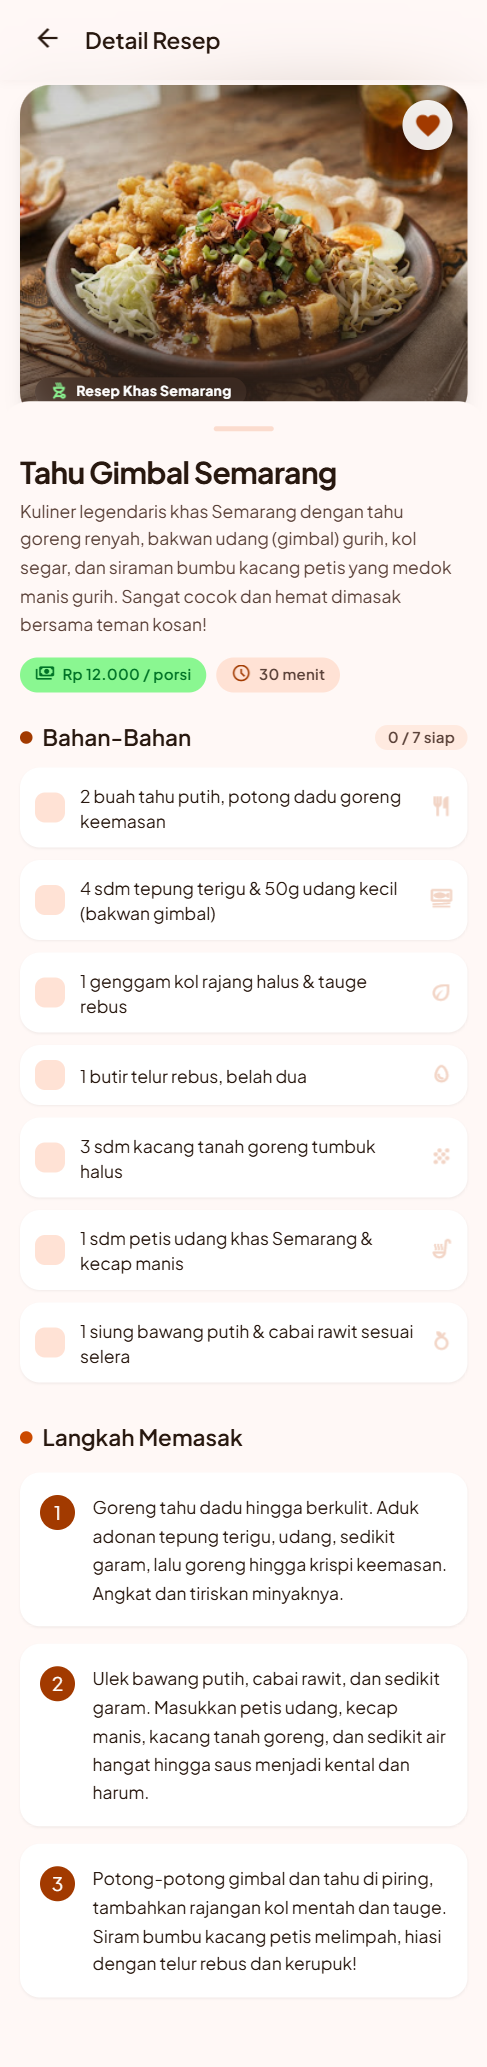 Detail Resep
Resep Khas Semarang
Tahu Gimbal Semarang
Kuliner legendaris khas Semarang dengan tahu
goreng renyah, bakwan udang (gimbal) gurih, kol
segar, dan siraman bumbu kacang petis yang medok
manis gurih. Sangat cocok dan hemat dimasak
bersama teman kosan!
Rp 12.000 / porsi
30 menit
Bahan-Bahan
0 / 7 siap
2 buah tahu putih, potong dadu goreng
keemasan
4 sdm tepung terigu & 50g udang kecil
(bakwan gimbal)
1 genggam kol rajang halus & tauge
rebus
1 butir telur rebus, belah dua
3 sdm kacang tanah goreng tumbuk
halus
1 sdm petis udang khas Semarang &
kecap manis
1 siung bawang putih & cabai rawit sesuai
selera
Langkah Memasak
1
Goreng tahu dadu hingga berkulit. Aduk
adonan tepung terigu, udang, sedikit
garam, lalu goreng hingga krispi keemasan.
Angkat dan tiriskan minyaknya.
2
Ulek bawang putih, cabai rawit, dan sedikit
garam. Masukkan petis udang, kecap
manis, kacang tanah goreng, dan sedikit air
hangat hingga saus menjadi kental dan
harum.
3
Potong-potong gimbal dan tahu di piring,
tambahkan rajangan kol mentah dan tauge.
Siram bumbu kacang petis melimpah, hiasi
dengan telur rebus dan kerupuk!